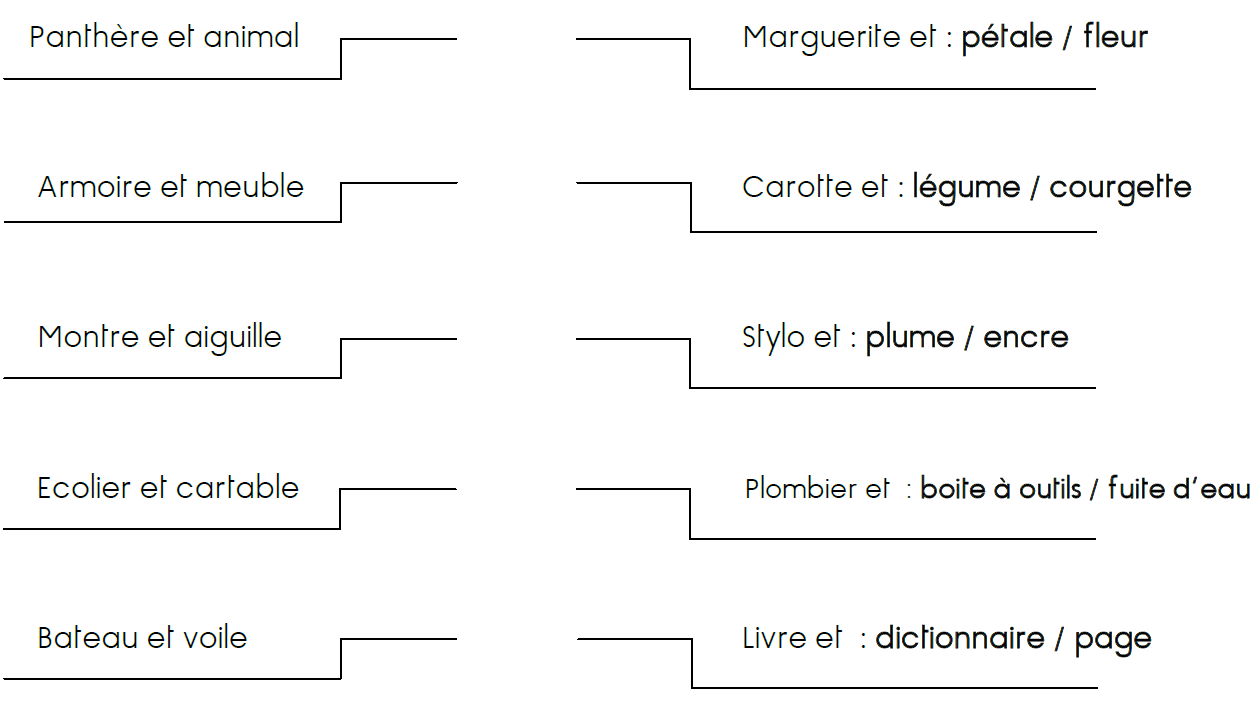 Panthère et animal
Marguerite et : pétale / fleur
Armoire et meuble
Carotte et : légume / courgette
Montre et aiguille
Stylo et : plume / encre
Ecolier et cartable
Plombier et : boite à outils / fuite d'eau
Bateau et voile
Livre et : dictionnaire / page